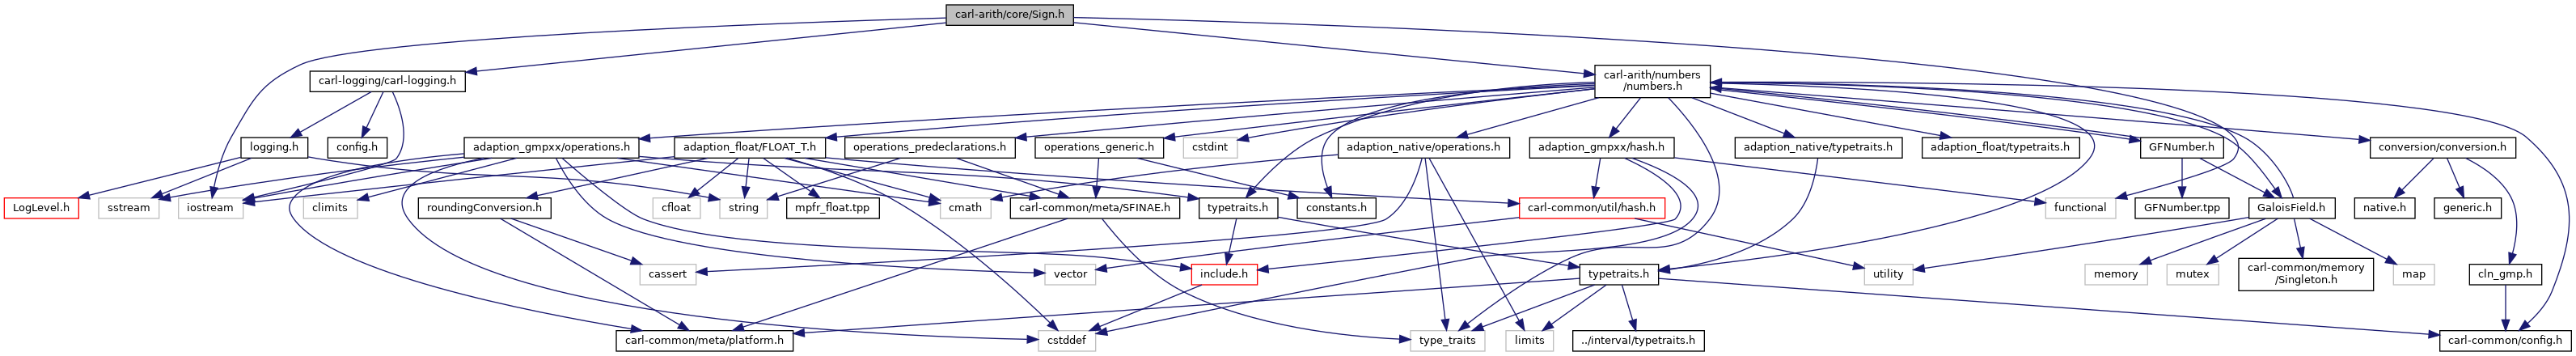 carl-arith/core/Sign.h
carl-logging/carl-logging.h
carl-arith/numbers
/numbers.h
logging.h
config.h
adaption_gmpxx/operations.h
adaption_float/FLOAT_T.h
operations_predeclarations.h
operations_generic.h
cstdint
adaption_native/operations.h
adaption_gmpxx/hash.h
adaption_native/typetraits.h
adaption_float/typetraits.h
GFNumber.h
conversion/conversion.h
LogLevel.h
sstream
iostream
climits
roundingConversion.h
cfloat
string
mpfr_float.tpp
cmath
carl-common/meta/SFINAE.h
typetraits.h
constants.h
carl-common/util/hash.h
functional
GFNumber.tpp
GaloisField.h
native.h
generic.h
cassert
vector
include.h
typetraits.h
utility
memory
mutex
carl-common/memory
/Singleton.h
map
cln_gmp.h
carl-common/meta/platform.h
cstddef
type_traits
limits
../interval/typetraits.h
carl-common/config.h